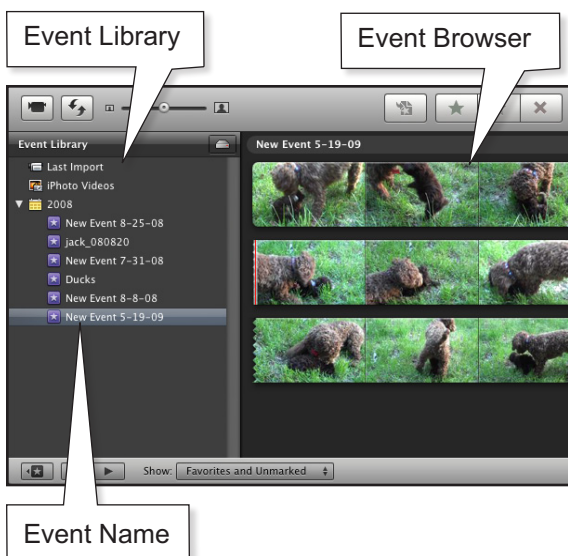 Event Library
Event Browser
Event Library
New Event 5-19-09
Last Import
iPhoto Videos
2008
New Event 8-25-08
jack_080820
New Event 7-31-08
Ducks
New Event 8-8-08
New Event 5-19-09
Show: Favorites and Unmarked
Event Name